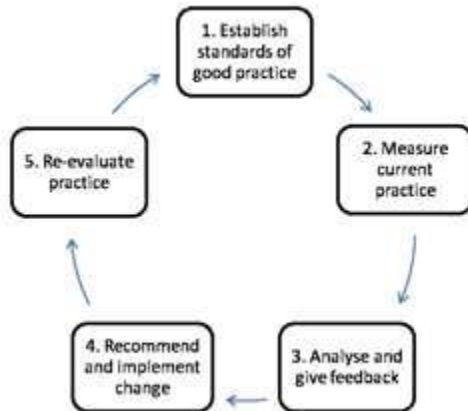 1. Establish
standards of
good practice
2. Measure
current
practice
3. Analyse and
give feedback
4. Recommend
and implement
change
5. Re-evaluate
practice